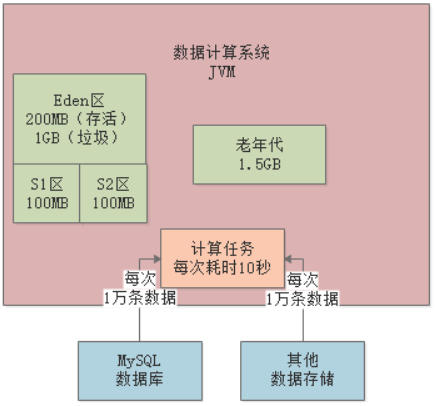 数据计算系统
JVM
Eden区
200MB（存活）
1GB（垃圾）
S1区
100MB
S2区
100MB
老年代
1.5GB
计算任务
每次耗时10秒
每次
1万条数据
每次
1万条数据
MySQL
数据库
其他
数据存储